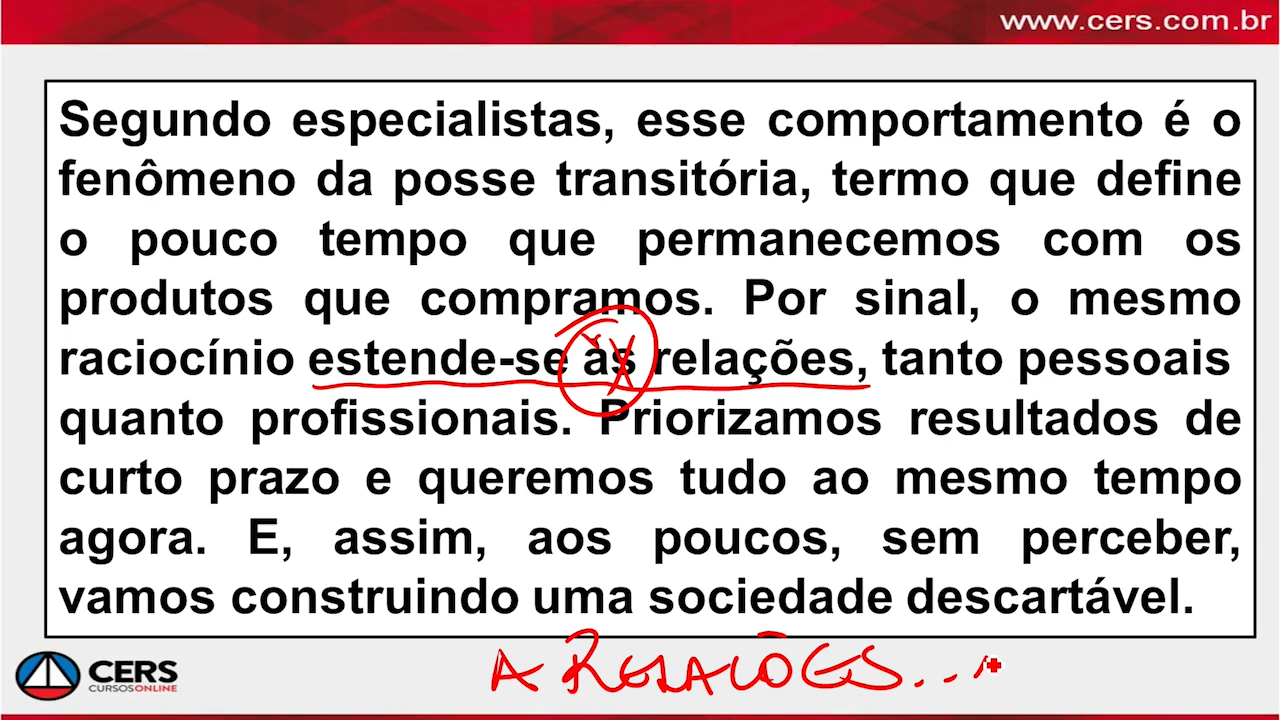 www.cers.com.br
Segundo especialistas, esse comportamento é o
fenômeno da posse transitória, termo que define
o pouco tempo que permanecemos com os
produtos que compramos. Por sinal, o mesmo
raciocínio estende-se às relações, tanto pessoais
quanto profissionais. Priorizamos resultados de
curto prazo e queremos tudo ao mesmo tempo
agora. E, assim, aos poucos, sem perceber,
vamos construindo uma sociedade descartável.
A RELAÇÕES...
CERS
CURSOS ONLINE